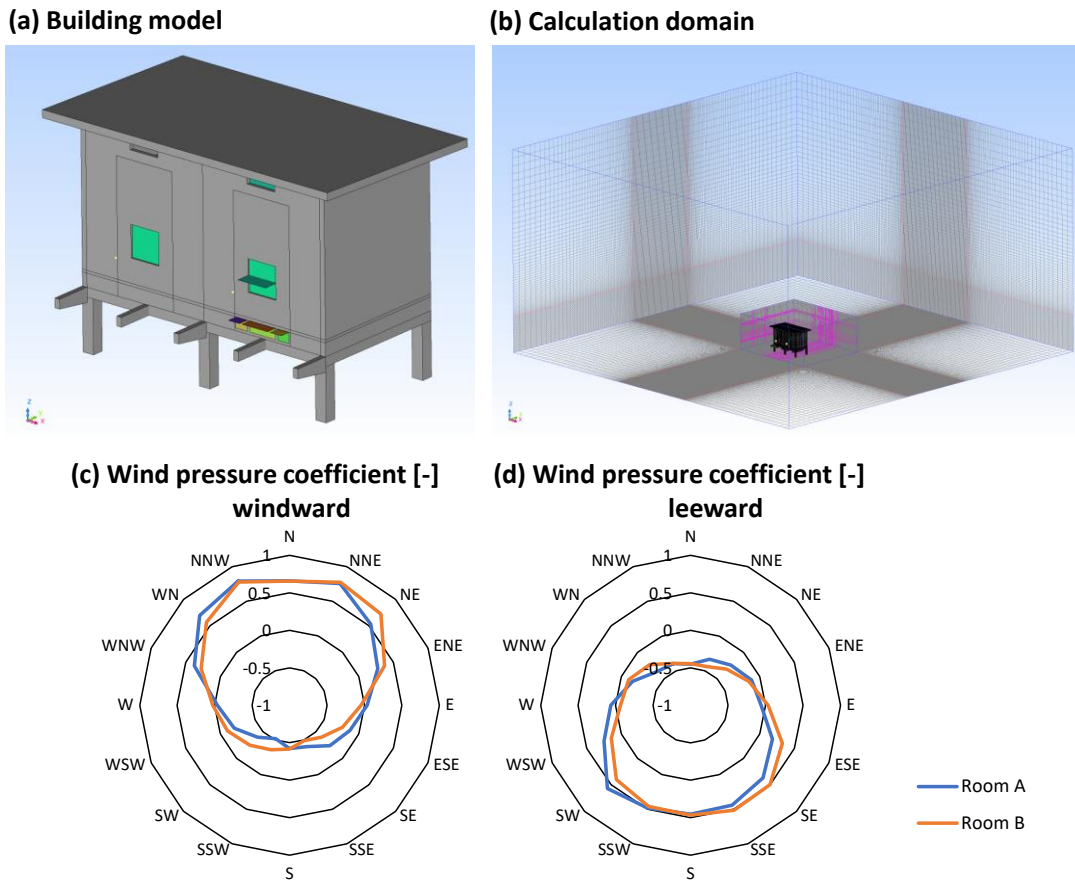 (a) Building model
(b) Calculation domain
Z
Y
X
Z
Y
X
(c) Wind pressure coefficient [-]
windward
(d) Wind pressure coefficient [-]
leeward
N
NNE
NE
ENE
E
ESE
SE
SSE
S
SSW
SW
WSW
W
WNW
WN
NNW
1
0.5
0
-0.5
-1
N
NNE
NE
ENE
E
ESE
SE
SSE
S
SSW
SW
WSW
W
WNW
WN
NNW
1
0.5
0
-0.5
-1
Room A
Room B